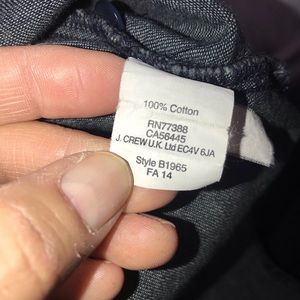 100% Cotton
RN77388
CA56445
J. CREW U.K. Ltd EC4V 6JA
Style B1965
FA 14